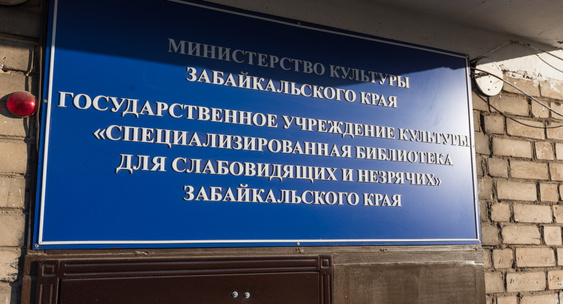 МИНИСТЕРСТВО КУЛЬТУРЫ
ЗАБАЙКАЛЬСКОГО КРАЯ
ГОСУДАРСТВЕННОЕ УЧРЕЖДЕНИЕ КУЛЬТУРЫ
«СПЕЦИАЛИЗИРОВАННАЯ БИБЛИОТЕКА
ДЛЯ СЛАБОВИДЯЩИХ И НЕЗРЯЧИХ»
ЗАБАЙКАЛЬСКОГО КРАЯ